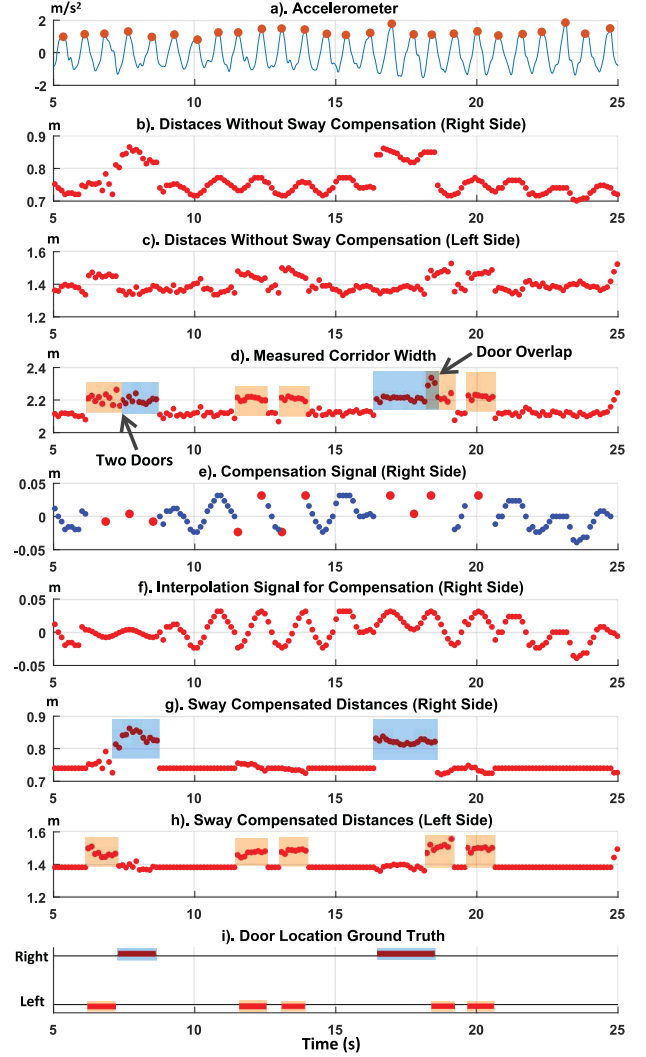 m/s²
a). Accelerometer
2
0
-2
5 10 15 20 25
m
b). Distaces Without Sway Compensation (Right Side)
0.9
0.8
0.7
5 10 15 20 25
m
c). Distaces Without Sway Compensation (Left Side)
1.6
1.4
1.2
5 10 15 20 25
m
d). Measured Corridor Width
Door Overlap
2.4
2.2
2
Two Doors
5 10 15 20 25
m
e). Compensation Signal (Right Side)
0.05
0
-0.05
5 10 15 20 25
m
f). Interpolation Signal for Compensation (Right Side)
0.05
0
-0.05
5 10 15 20 25
m
g). Sway Compensated Distances (Right Side)
0.9
0.8
0.7
5 10 15 20 25
m
h). Sway Compensated Distances (Left Side)
1.6
1.4
1.2
5 10 15 20 25
i). Door Location Ground Truth
Right
Left
5 10 15 20 25
Time (s)